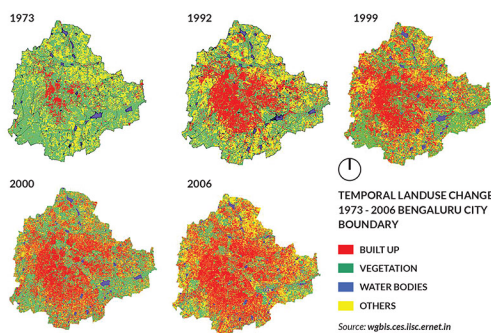 1973
1992
1999
2000
2006
TEMPORAL LANDUSE CHANGE
1973 - 2006 BENGALURU CITY
BOUNDARY
BUILT UP
VEGETATION
WATER BODIES
OTHERS
Source: wgbis.ces.iisc.ernet.in